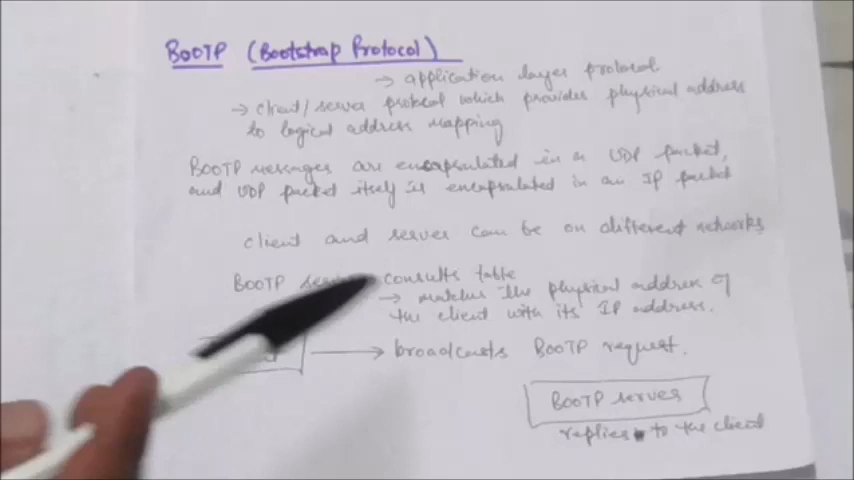 BOOTP (Bootstrap Protocol)
→ application layer protocol
→ client/server protocol which provides physical address
to logical address mapping
BOOTP messages are encapsulated in a UDP packet,
and UDP packet itself is encapsulated in an IP packet
client and server can be on different networks
BOOTP consults table
→ matches the physical address of
the client with its IP address.
→ broadcasts BOOTP request.
BOOTP server
replies to the client